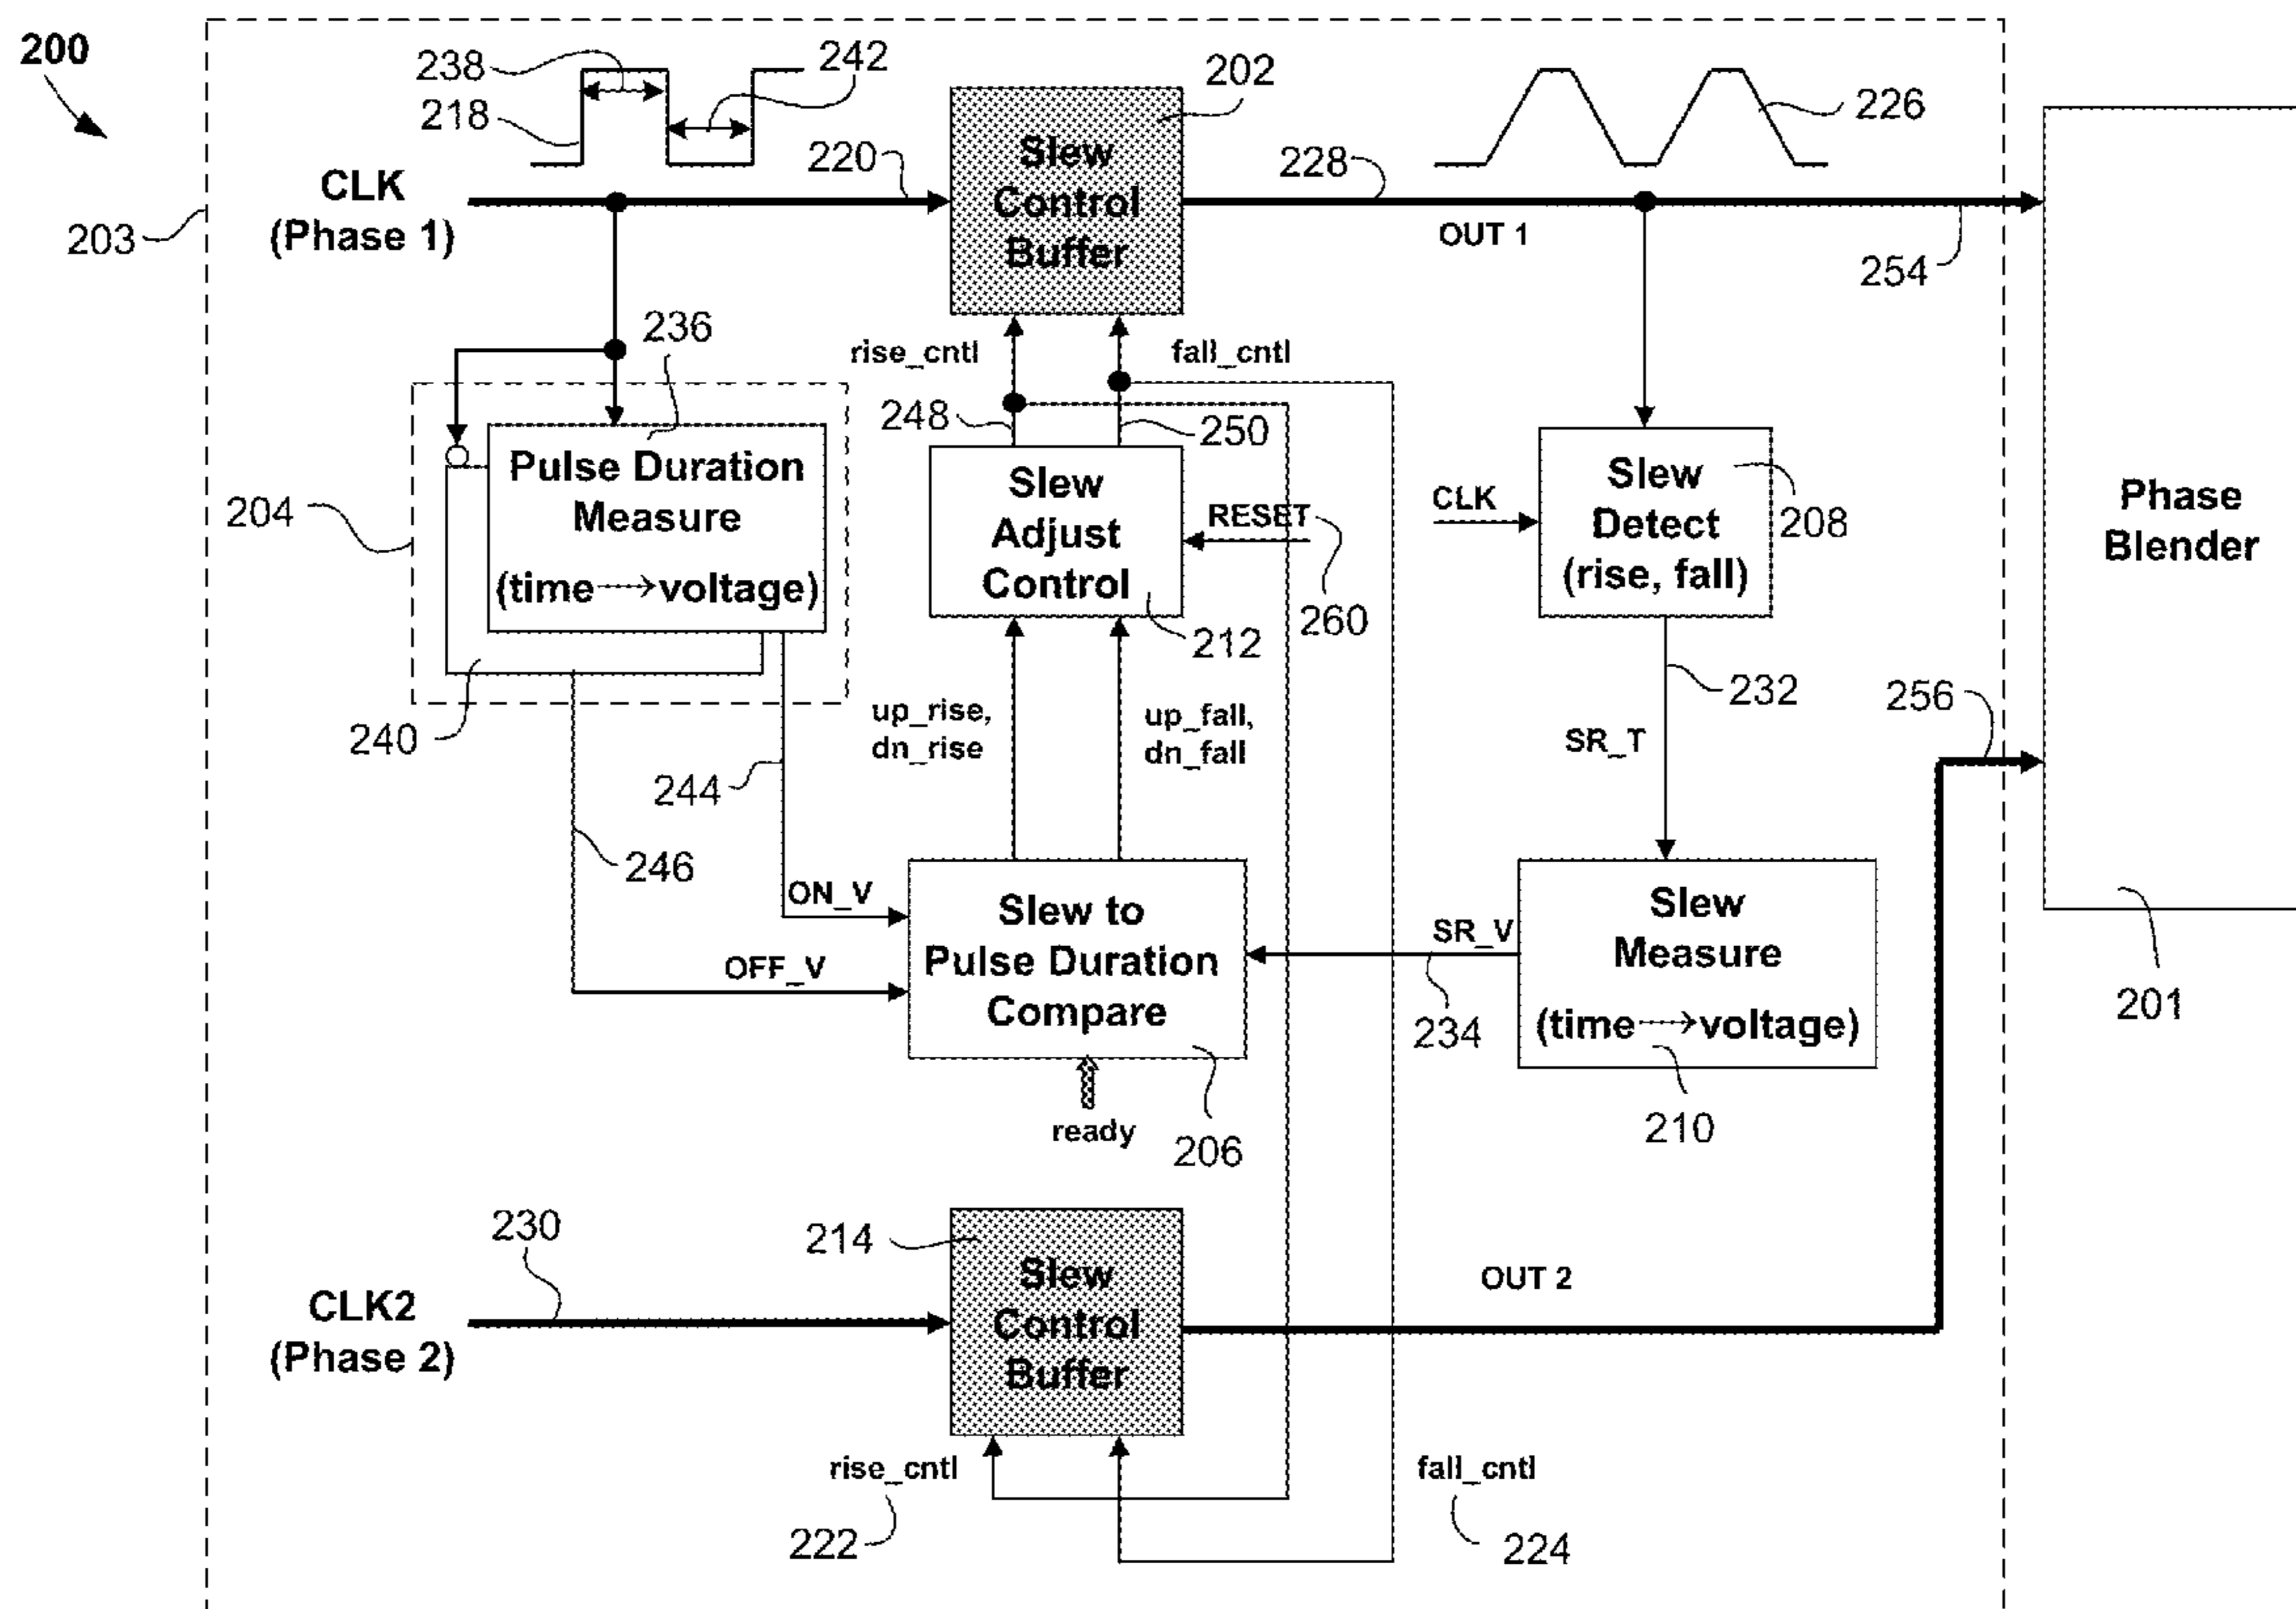 200
238
242
202
218
226
CLK
(Phase 1)
220
Slew
Control
Buffer
228
OUT 1
254
203
236
rise_cntl
fall_cntl
248
250
204
Pulse Duration
Measure
(time→voltage)
Slew
Adjust
Control
RESET
260
212
CLK
Slew
Detect
(rise, fall)
208
Phase
Blender
240
244
246
up_rise,
dn_rise
up_fall,
dn_fall
232
SR_T
256
ON_V
OFF_V
Slew to
Pulse Duration
Compare
SR_V
234
Slew
Measure
(time→voltage)
210
201
ready
206
230
214
CLK2
(Phase 2)
Slew
Control
Buffer
OUT 2
rise_cntl
222
fall_cntl
224